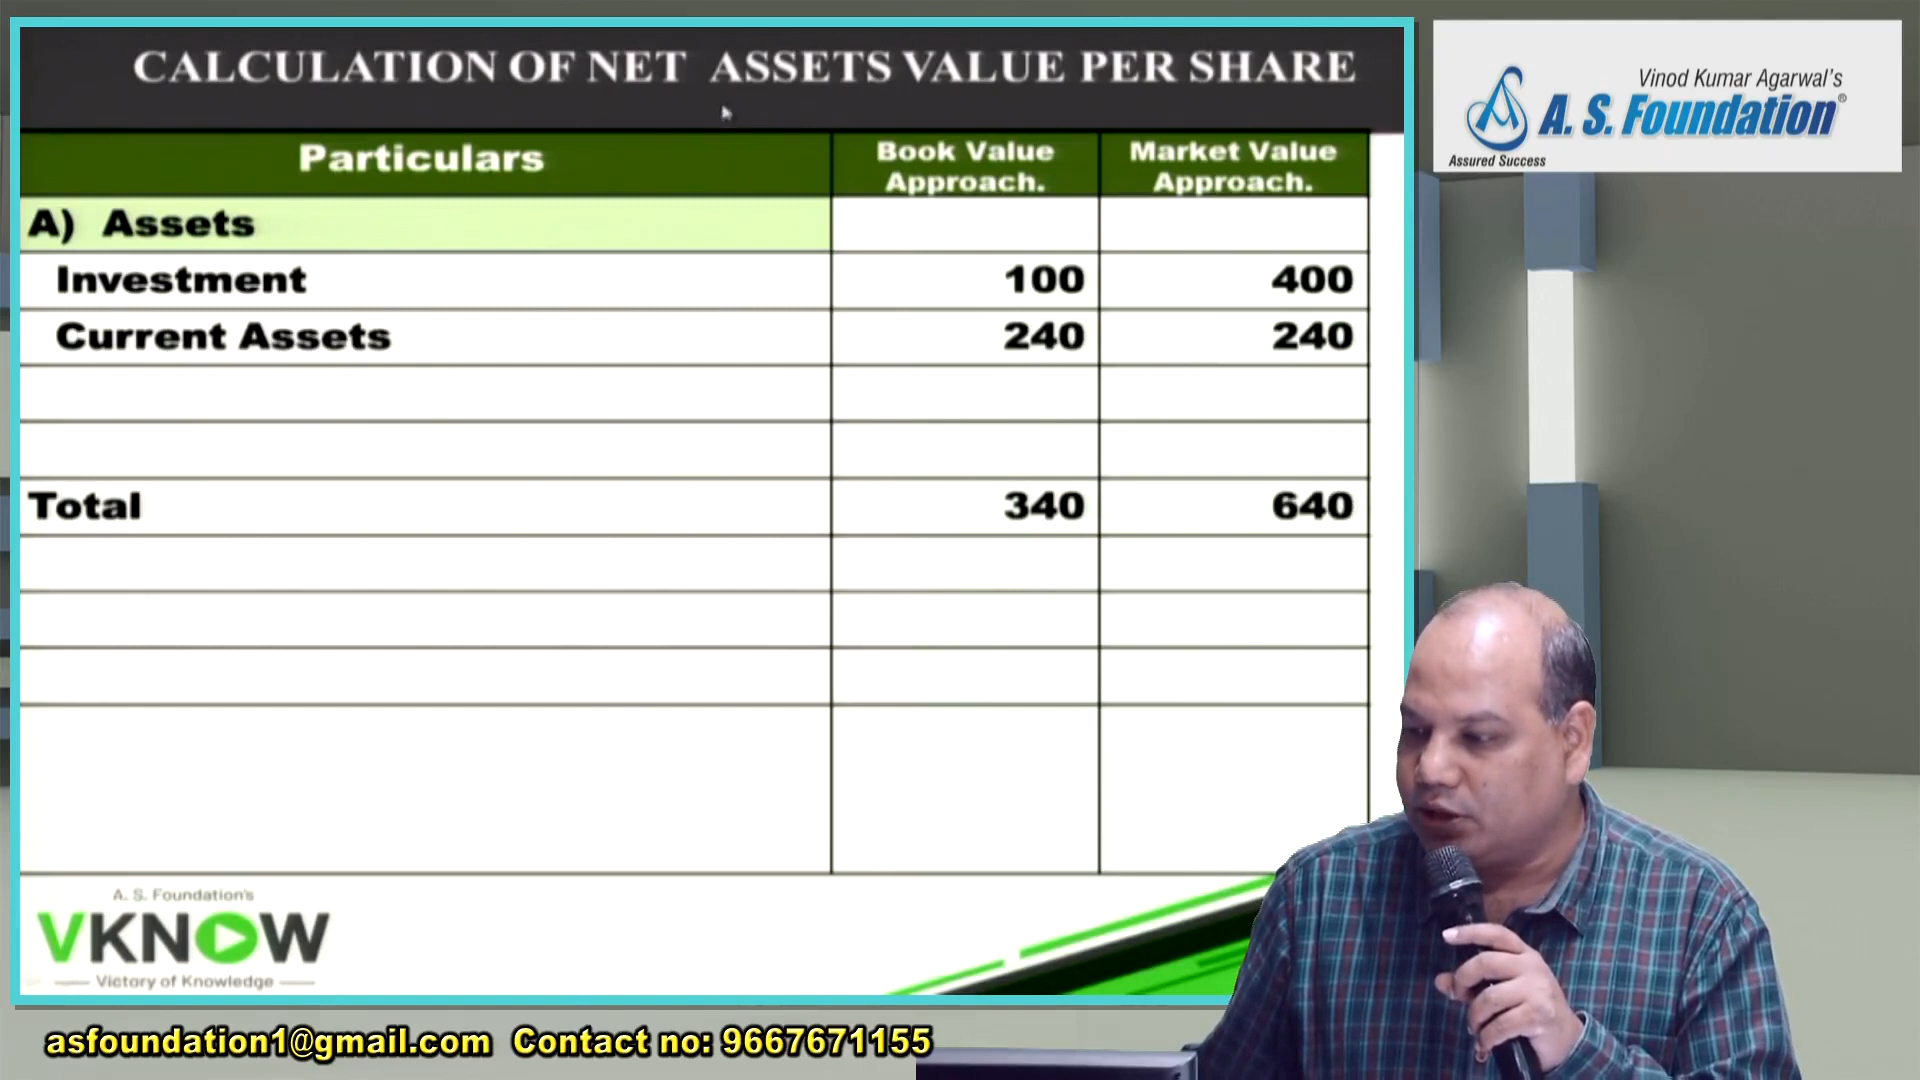 CALCULATION OF NET ASSETS VALUE PER SHARE
Particulars
Book Value
Approach.
Market Value
Approach.
A) Assets
Investment 100 400
Current Assets 240 240
Total 340 640
A. S. Foundation's
VKNOW
Victory of Knowledge
Vinod Kumar Agarwal's
A. S. Foundation®
Assured Success
asfoundation1@gmail.com Contact no: 9667671155